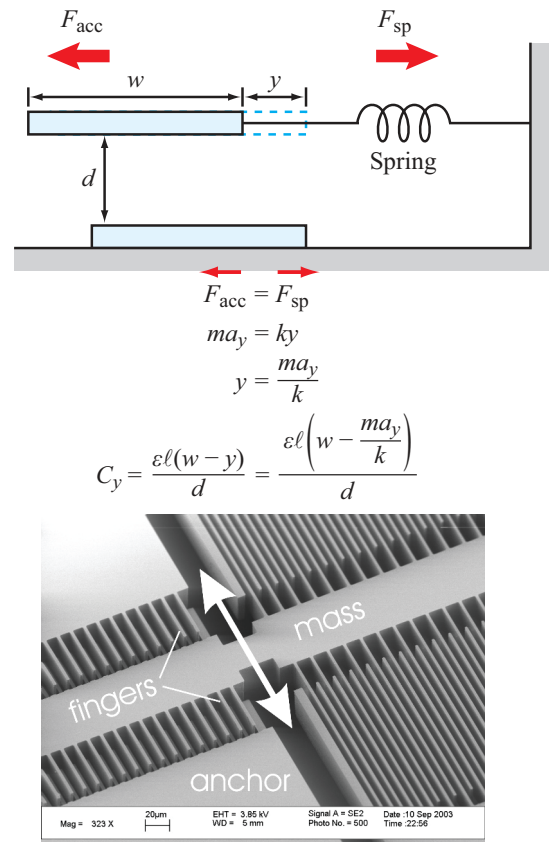 F_acc F_sp
w y
d Spring
F_acc = F_sp
ma_y = ky
y = ma_y / k
C_y = εℓ(w − y) / d = εℓ(w − ma_y / k) / d
mass
fingers
anchor
Mag = 323 X 20µm EHT = 3.85 kV Signal A = SE2 Date :10 Sep 2003
WD = 5 mm Photo No. = 500 Time :22:56